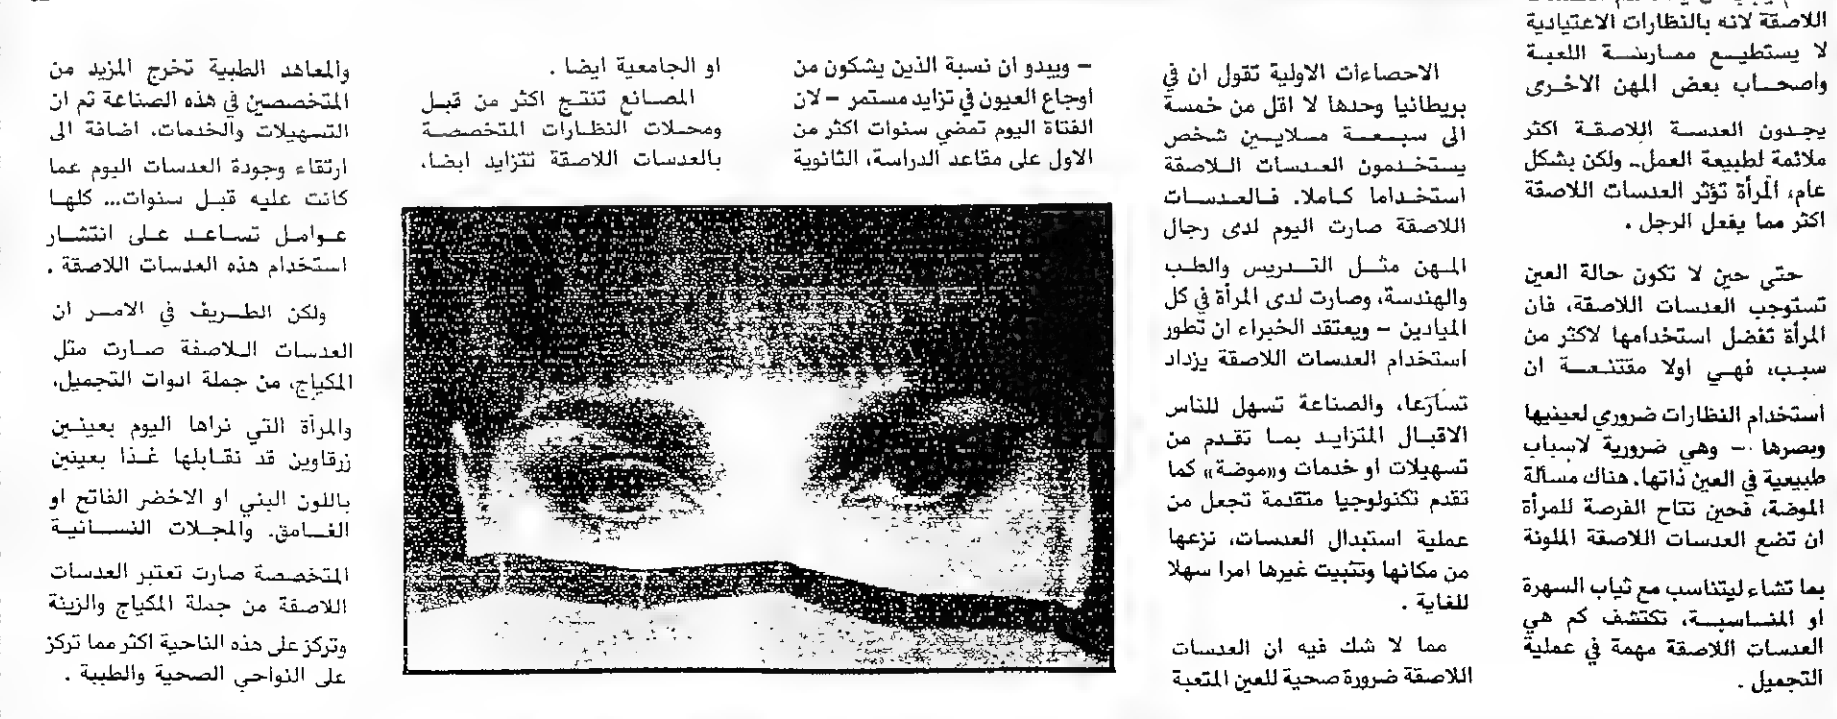 اللاصقة لانه بالنظارات الاعتيادية
لا يستطيع ممارسة اللعبة
واصحاب بعض المهن الاخرى
يجدون العدسة اللاصقة اكثر
ملائمة لطبيعة العمل.. ولكن بشكل
عام، المرأة تؤثر العدسات اللاصقة
اكثر مما يفعل الرجل .
حتى حين لا تكون حالة العين
تستوجب العدسات اللاصقة، فان
المرأة تفضل استخدامها لاكثر من
سبب، فهي اولا مقتنعة ان
استخدام النظارات ضروري لعينيها
وبصرها - وهي ضرورية لاسباب
طبيعية في العين ذاتها. هناك مسألة
الموضة، فحين تتاح الفرصة للمرأة
ان تضع العدسات اللاصقة الملونة
بما تشاء ليتناسب مع ثياب السهرة
او المناسبة، تكتشف كم هي
العدسات اللاصقة مهمة في عملية
التجميل .
الاحصاءات الاولية تقول ان في
بريطانيا وحدها لا اقل من خمسة
الى سبعة ملايين شخص
يستخدمون العدسات اللاصقة
استخداما كاملا. فالعدسات
اللاصقة صارت اليوم لدى رجال
المهن مثل التدريس والطب
والهندسة، وصارت لدى المرأة في كل
الميادين - ويعتقد الخبراء ان تطور
استخدام العدسات اللاصقة يزداد
تسارعا، والصناعة تسهل للناس
الاقبال المتزايد بما تقدم من
تسهيلات او خدمات و«موضة» كما
تقدم تكنولوجيا متقدمة تجعل من
عملية استبدال العدسات، نزعها
من مكانها وتثبيت غيرها امرا سهلا
للغاية .
مما لا شك فيه ان العدسات
اللاصقة ضرورة صحية للعين المتعبة
- ويبدو ان نسبة الذين يشكون من
اوجاع العيون في تزايد مستمر - لان
الفتاة اليوم تمضي سنوات اكثر من
الاول على مقاعد الدراسة، الثانوية
او الجامعية ايضا .
المصانع تنتج اكثر من قبل
ومحلات النظارات المتخصصة
بالعدسات اللاصقة تتزايد ايضا،
والمعاهد الطبية تخرج المزيد من
المتخصصين في هذه الصناعة ثم ان
التسهيلات والخدمات، اضافة الى
ارتقاء وجودة العدسات اليوم عما
كانت عليه قبل سنوات... كلها
عوامل تساعد على انتشار
استخدام هذه العدسات اللاصقة .
ولكن الطريف في الامر ان
العدسات اللاصقة صارت مثل
المكياج، من جملة ادوات التجميل،
والمرأة التي نراها اليوم بعينين
زرقاوين قد نقابلها غذا بعينين
باللون البني او الاخضر الفاتح او
الغامق. والمجلات النسائية
المتخصصة صارت تعتبر العدسات
اللاصقة من جملة المكياج والزينة
وتركز على هذه الناحية اكثر مما تركز
على النواحي الصحية والطبية .